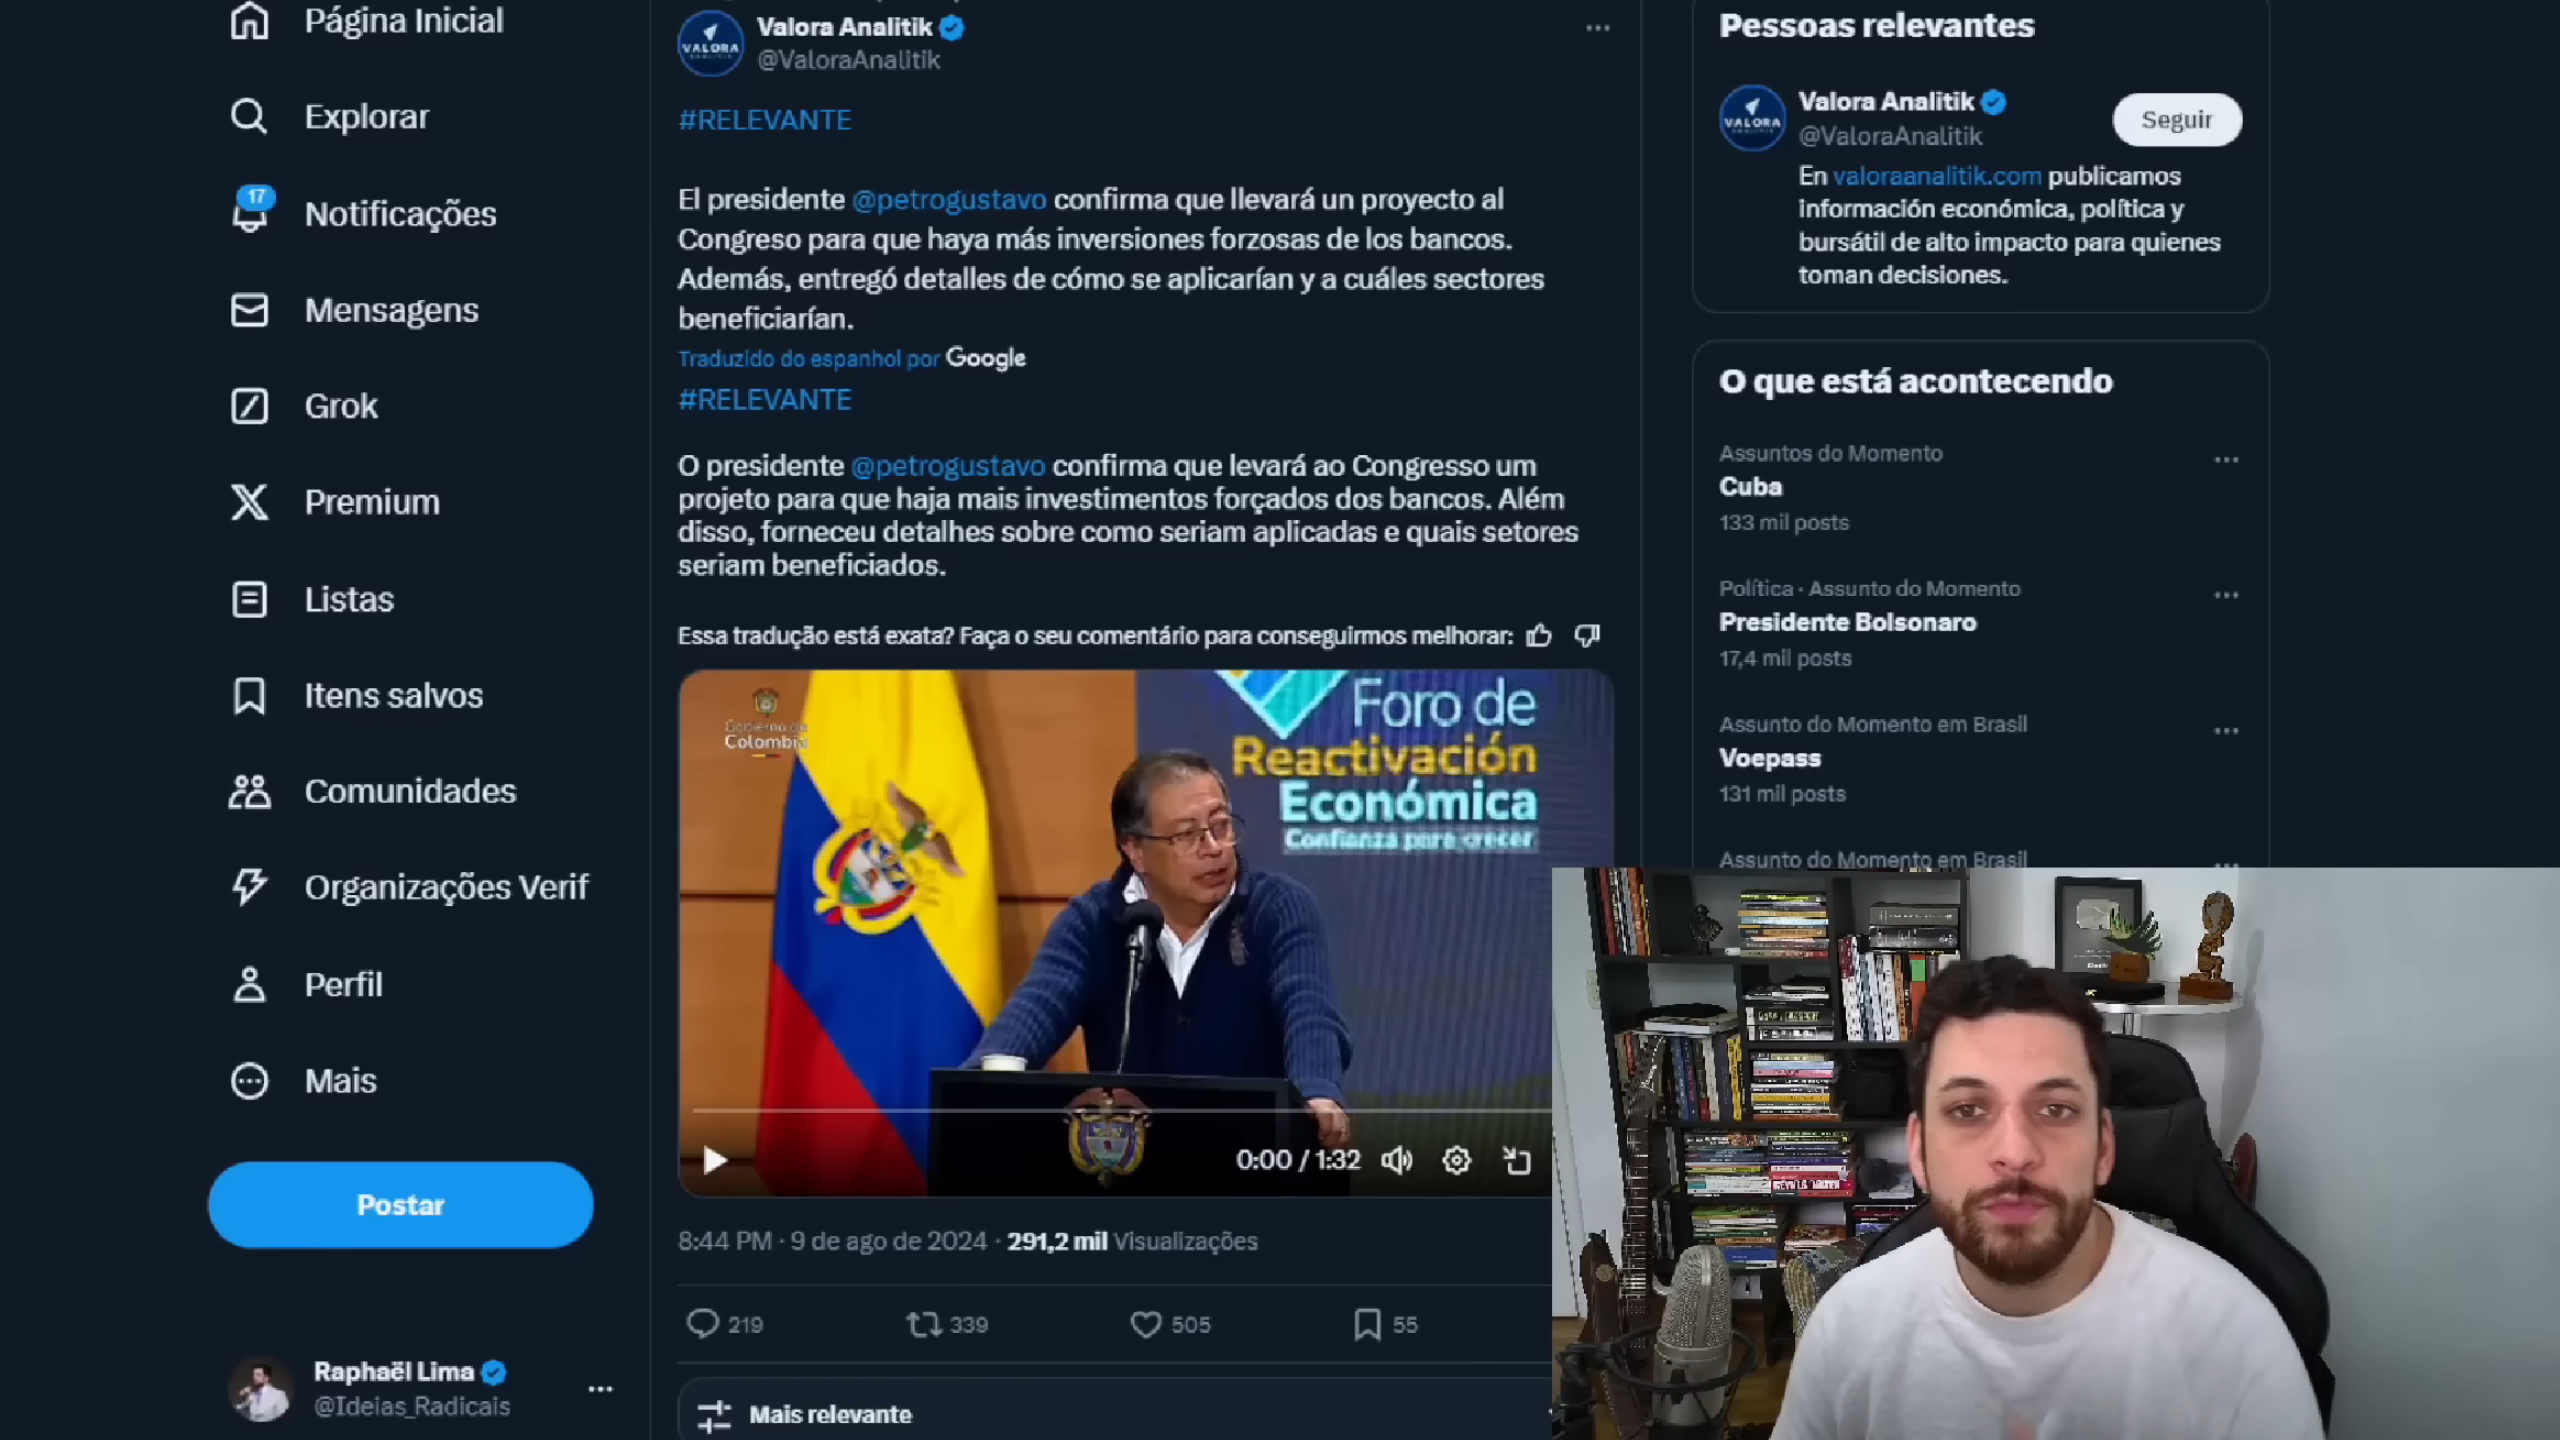 Página Inicial
Explorar
17
Notificações
Mensagens
Grok
Premium
Listas
Itens salvos
Comunidades
Organizações Verif
Perfil
Mais
Postar
Raphaël Lima
@Ideias_Radicais
VALORA
Valora Analitik
@ValoraAnalitik
#RELEVANTE
El presidente @petrogustavo confirma que llevará un proyecto al
Congreso para que haya más inversiones forzosas de los bancos.
Además, entregó detalles de cómo se aplicarían y a cuáles sectores
beneficiarían.
Traduzido do espanhol por Google
#RELEVANTE
O presidente @petrogustavo confirma que levará ao Congresso um
projeto para que haja mais investimentos forçados dos bancos. Além
disso, forneceu detalhes sobre como seriam aplicadas e quais setores
seriam beneficiados.
Essa tradução está exata? Faça o seu comentário para conseguirmos melhorar:
Gobierno de
Colombia
Foro de
Reactivación
Económica
Confianza para crecer
0:00 / 1:32
8:44 PM · 9 de ago de 2024 · 291,2 mil Visualizações
219
339
505
55
Mais relevante
Pessoas relevantes
VALORA
Valora Analitik
@ValoraAnalitik
Seguir
En valoraanalitik.com publicamos
información económica, política y
bursátil de alto impacto para quienes
toman decisiones.
O que está acontecendo
Assuntos do Momento
Cuba
133 mil posts
Política · Assunto do Momento
Presidente Bolsonaro
17,4 mil posts
Assunto do Momento em Brasil
Voepass
131 mil posts
Assunto do Momento em Brasil